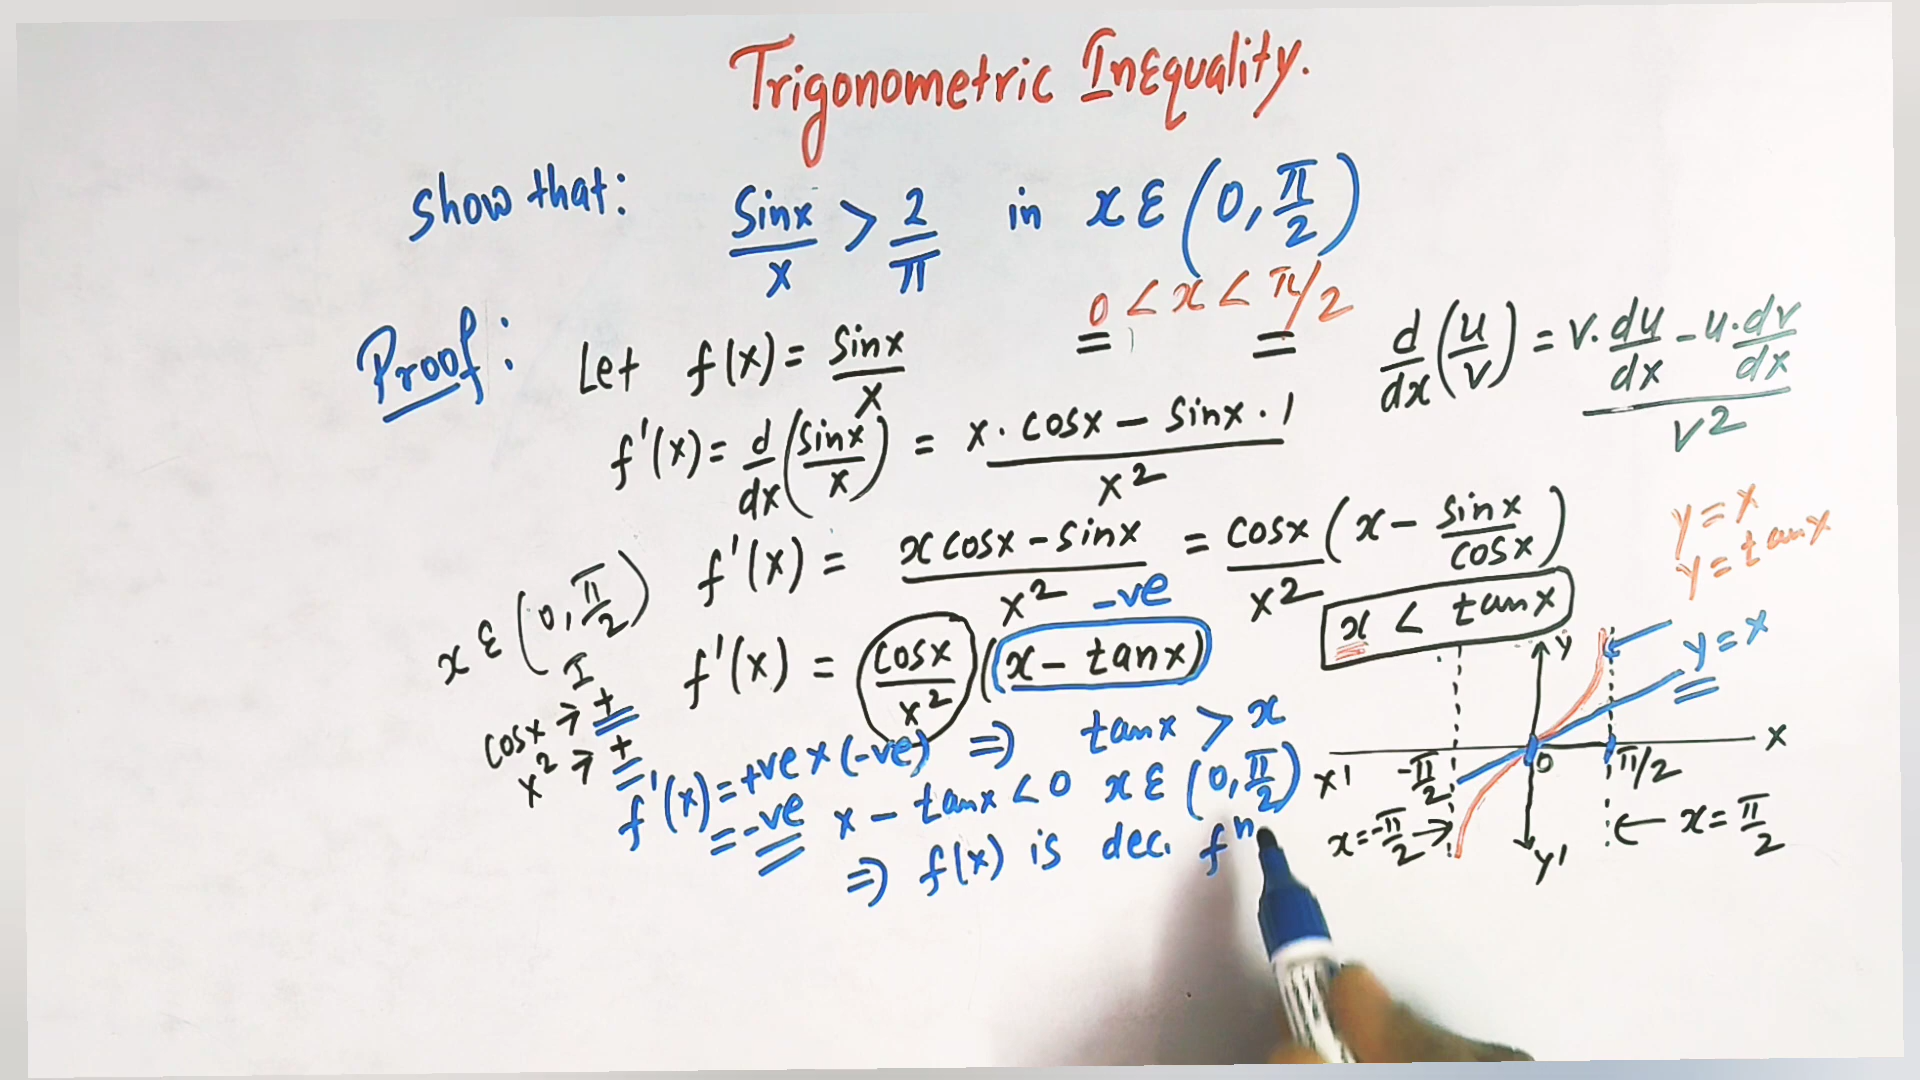 Trigonometric Inequality.
Show that: Sinx/x > 2/π in x ε (0, π/2)
0 < x < π/2
Proof: Let f(x) = Sinx/x
d/dx (u/v) = (v. du/dx - u. dv/dx)/v²
f'(x) = d/dx (Sinx/x) = (x. cosx - Sinx . 1)/x²
f'(x) = (x cosx - sinx)/x² = cosx/x² (x - sinx/cosx)
y = x
y = tanx
x ε (0, π/2)
I
-ve
f'(x) = (cosx/x²) (x - tanx)
x < tanx
cosx → +
x² → +
f'(x) = +ve x (-ve) ⇒ tanx > x
= -ve x - tanx < 0 x ε (0, π/2)
⇒ f(x) is dec. fⁿ
y = x
Y
X' -π/2 0 π/2 X
x = -π/2 → ← x = π/2
Y'